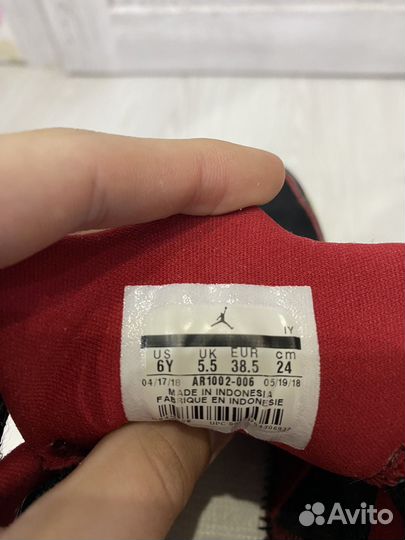 IY
US UK EUR cm
6Y 5.5 38.5 24
04/17/18 AR1002-006 05/19/18
MADE IN INDONESIA
FABRIQUE EN INDONESIE
UPC
Avito